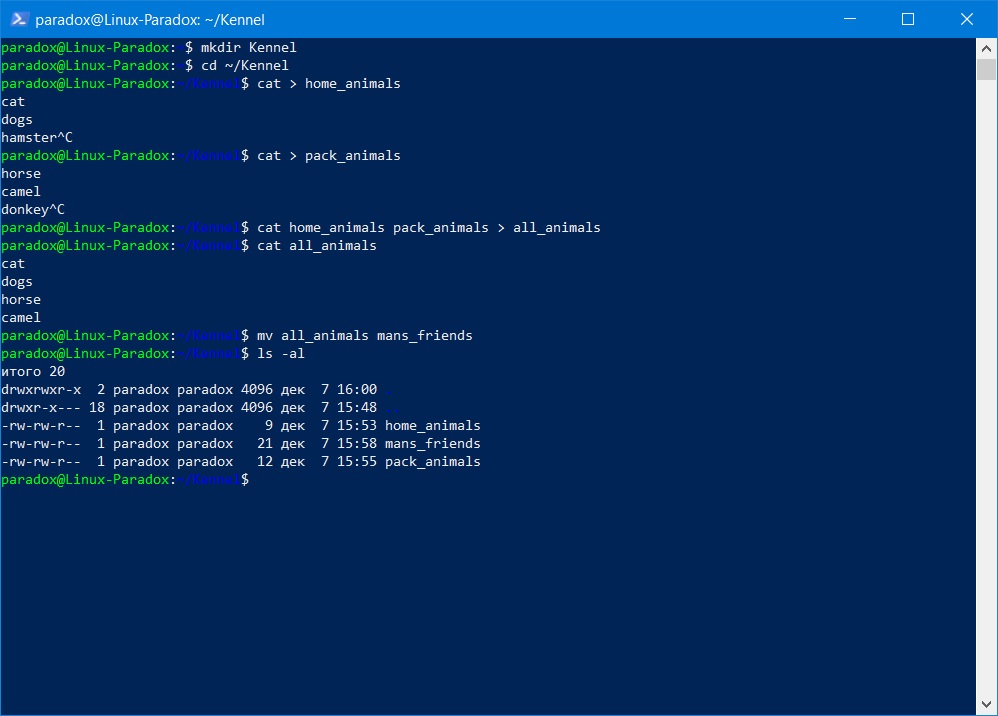 paradox@Linux-Paradox: ~/Kennel
paradox@Linux-Paradox:~$ mkdir Kennel
paradox@Linux-Paradox:~$ cd ~/Kennel
paradox@Linux-Paradox:~/Kennel$ cat > home_animals
cat
dogs
hamster^C
paradox@Linux-Paradox:~/Kennel$ cat > pack_animals
horse
camel
donkey^C
paradox@Linux-Paradox:~/Kennel$ cat home_animals pack_animals > all_animals
paradox@Linux-Paradox:~/Kennel$ cat all_animals
cat
dogs
horse
camel
paradox@Linux-Paradox:~/Kennel$ mv all_animals mans_friends
paradox@Linux-Paradox:~/Kennel$ ls -al
итого 20
drwxrwxr-x  2 paradox paradox 4096 дек  7 16:00 .
drwxr-x--- 18 paradox paradox 4096 дек  7 15:48 ..
-rw-rw-r--  1 paradox paradox    9 дек  7 15:53 home_animals
-rw-rw-r--  1 paradox paradox   21 дек  7 15:58 mans_friends
-rw-rw-r--  1 paradox paradox   12 дек  7 15:55 pack_animals
paradox@Linux-Paradox:~/Kennel$